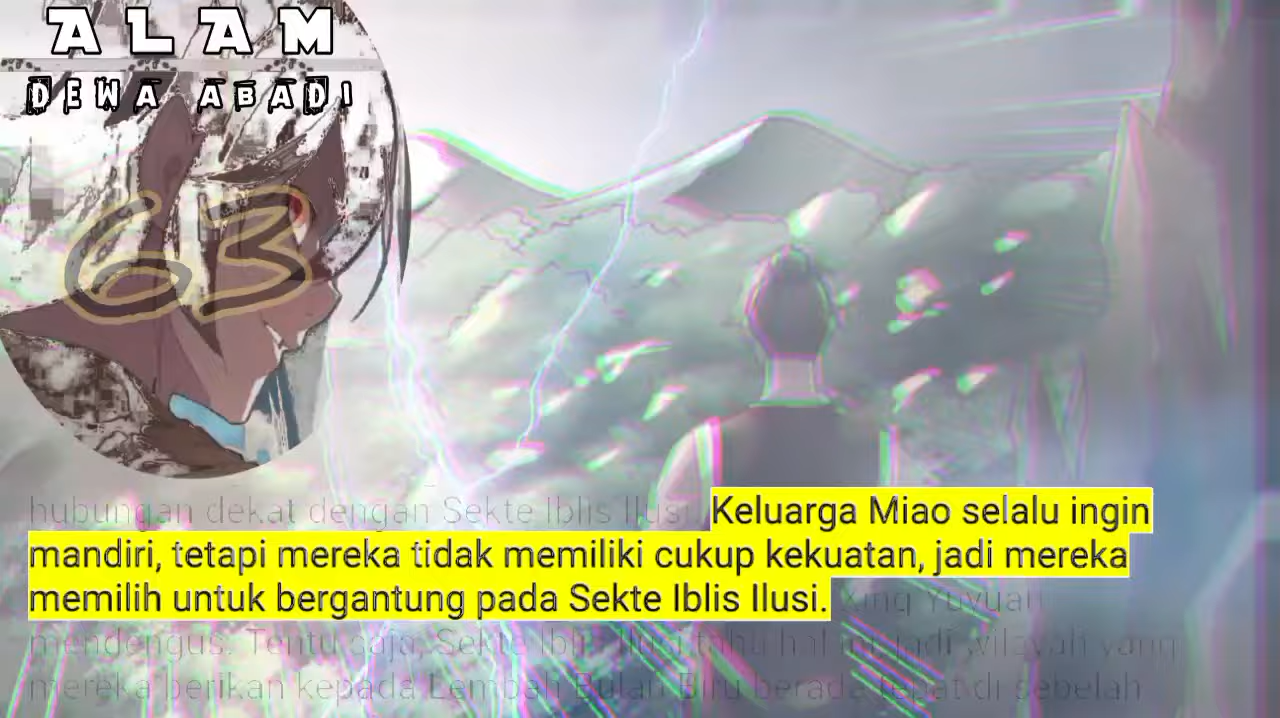 ALAM
DEWA ABADI
63
hubungan dekat dengan Sekte Iblis Ilusi. Keluarga Miao selalu ingin
mandiri, tetapi mereka tidak memiliki cukup kekuatan, jadi mereka
memilih untuk bergantung pada Sekte Iblis Ilusi. Xing Yuyuan
mendengus. Tentu saja, Sekte Iblis Ilusi tahu hal ini, jadi wilayah yang
mereka berikan kepada Lembah Bulan Biru berada tepat di sebelah